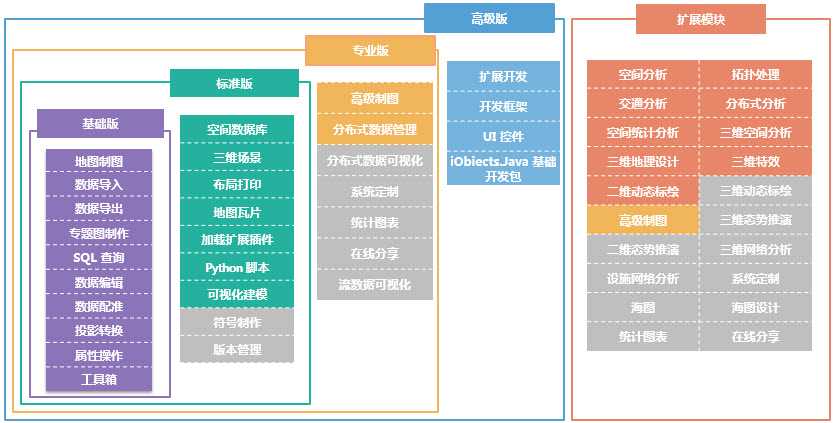 高级版
扩展模块
专业版
标准版
基础版
地图制图
数据导入
数据导出
专题图制作
SQL 查询
数据编辑
数据配准
投影转换
属性操作
工具箱
空间数据库
三维场景
布局打印
地图瓦片
加载扩展插件
Python 脚本
可视化建模
符号制作
版本管理
高级制图
分布式数据管理
分布式数据可视化
系统定制
统计图表
在线分享
流数据可视化
扩展开发
开发框架
UI 控件
iObjects.Java 基础
开发包
空间分析 拓扑处理
交通分析 分布式分析
空间统计分析 三维空间分析
三维地理设计 三维特效
二维动态标绘 三维动态标绘
高级制图 三维态势推演
二维态势推演 三维网络分析
设施网络分析 系统定制
海图 海图设计
统计图表 在线分享